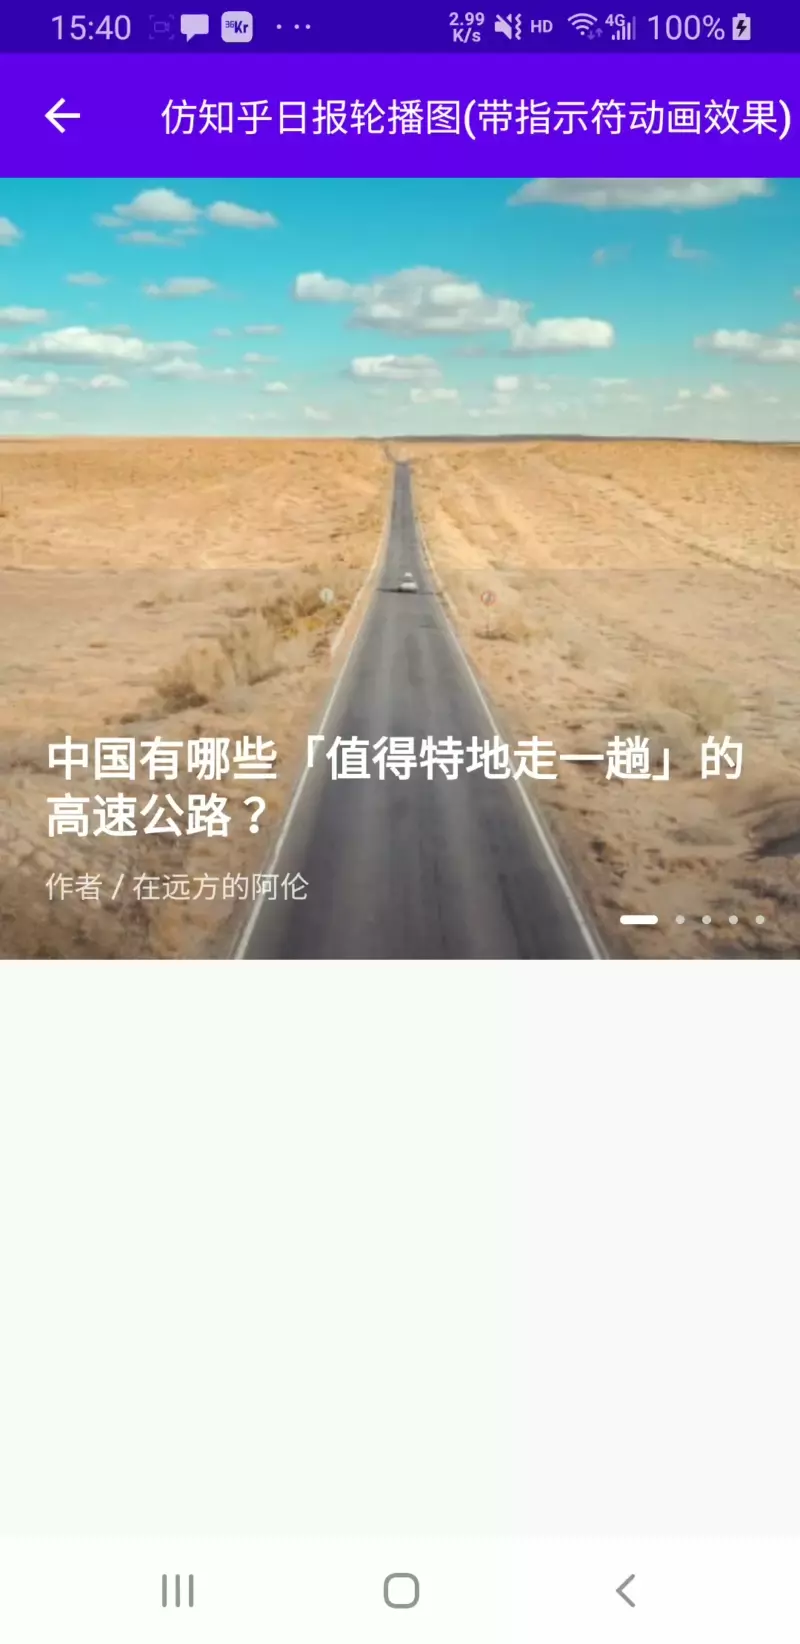 15:40
36Kr
2.99
K/s
HD
4G
100%
仿知乎日报轮播图(带指示符动画效果)
中国有哪些「值得特地走一趟」的
高速公路？
作者 / 在远方的阿伦